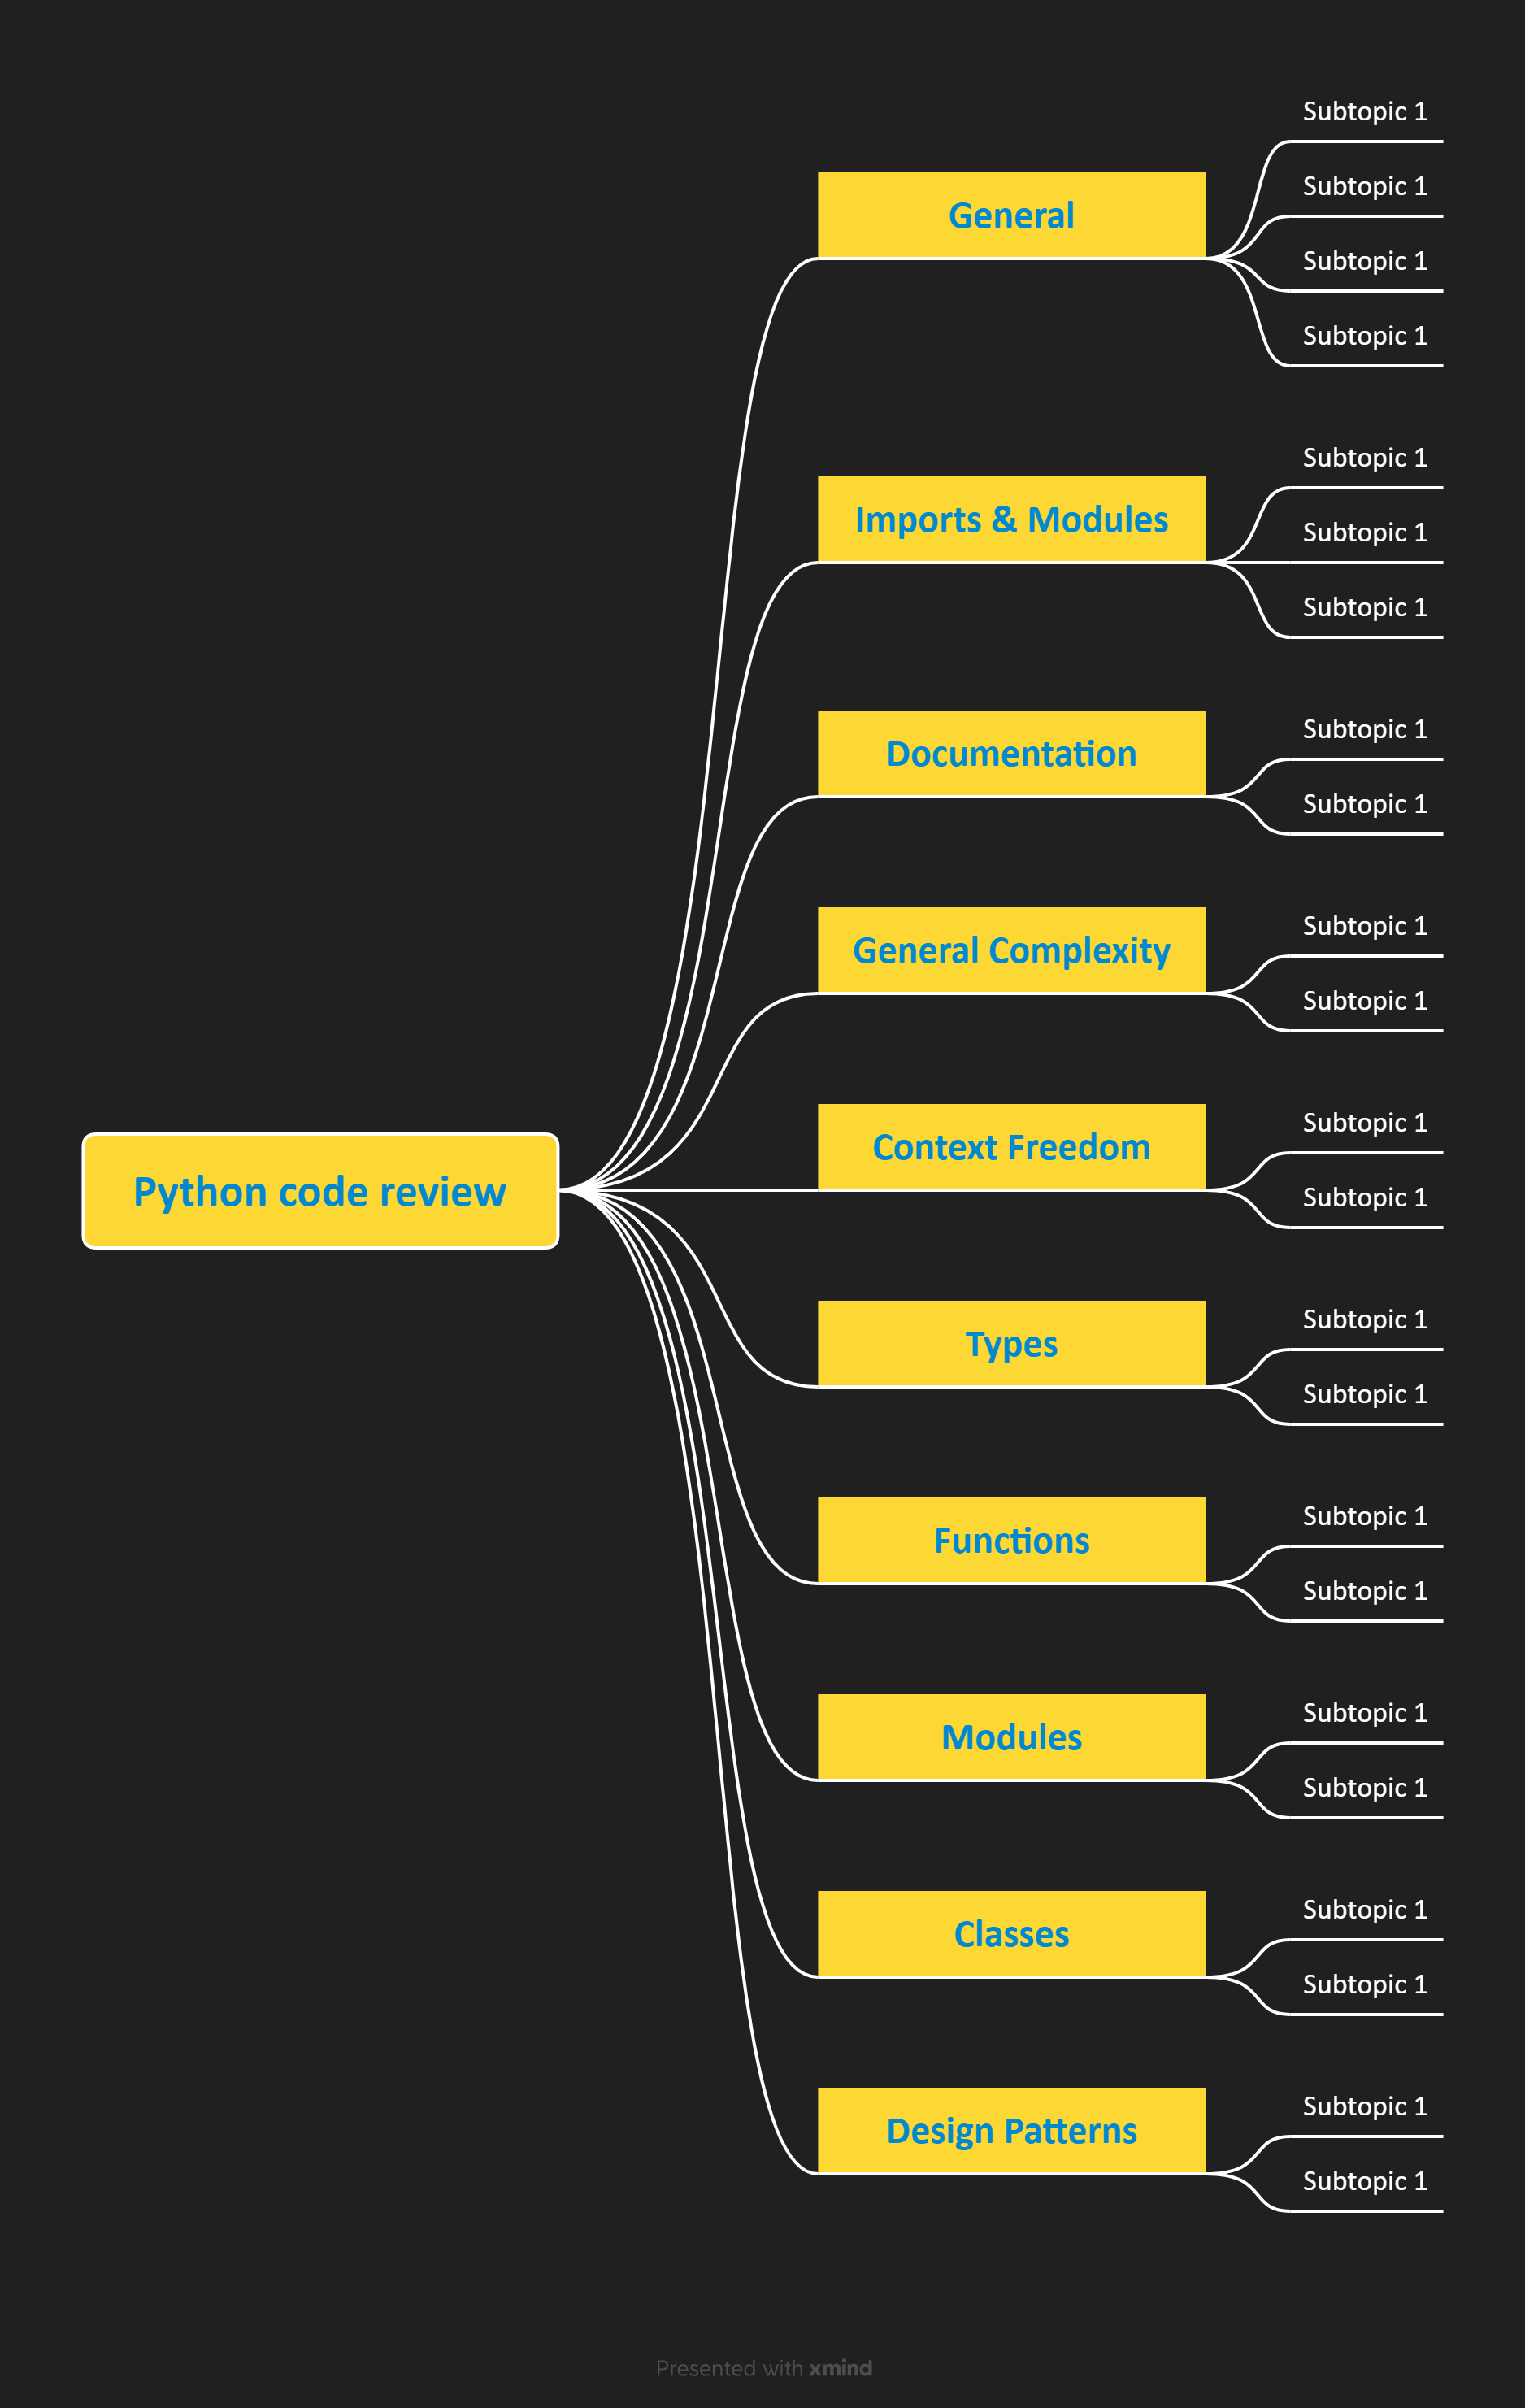 Python code review
General
Subtopic 1
Subtopic 1
Subtopic 1
Subtopic 1
Imports & Modules
Subtopic 1
Subtopic 1
Subtopic 1
Documentation
Subtopic 1
Subtopic 1
General Complexity
Subtopic 1
Subtopic 1
Context Freedom
Subtopic 1
Subtopic 1
Types
Subtopic 1
Subtopic 1
Functions
Subtopic 1
Subtopic 1
Modules
Subtopic 1
Subtopic 1
Classes
Subtopic 1
Subtopic 1
Design Patterns
Subtopic 1
Subtopic 1
Presented with xmind